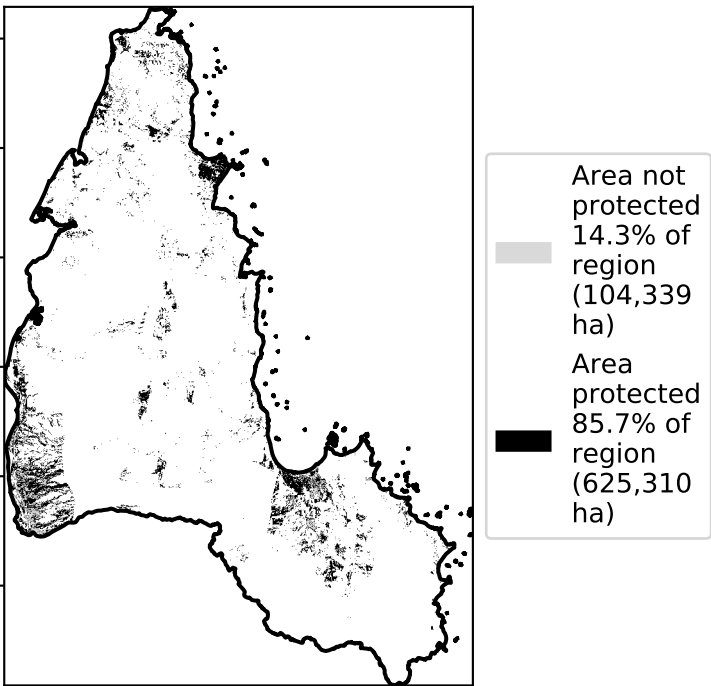 Area not
protected
14.3% of
region
(104,339
ha)
Area
protected
85.7% of
region
(625,310
ha)